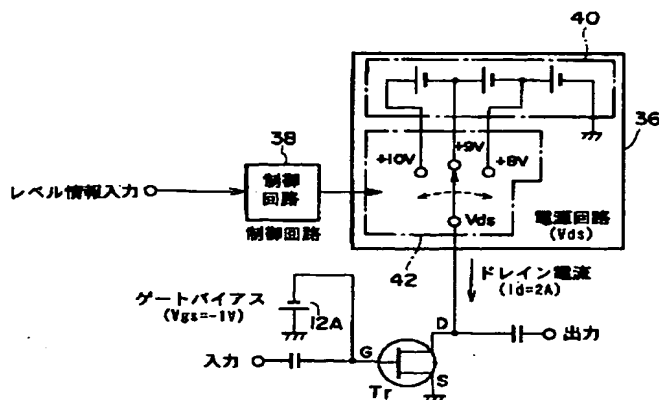 40
36
38
+10V
+9V
+8V
レベル情報入力
制御
回路
制御回路
Vds
電源回路
(Vds)
42
ドレイン電流
(Id=2A)
ゲートバイアス
(Vgs=-1V)
12A
D
出力
入力
G
S
Tr